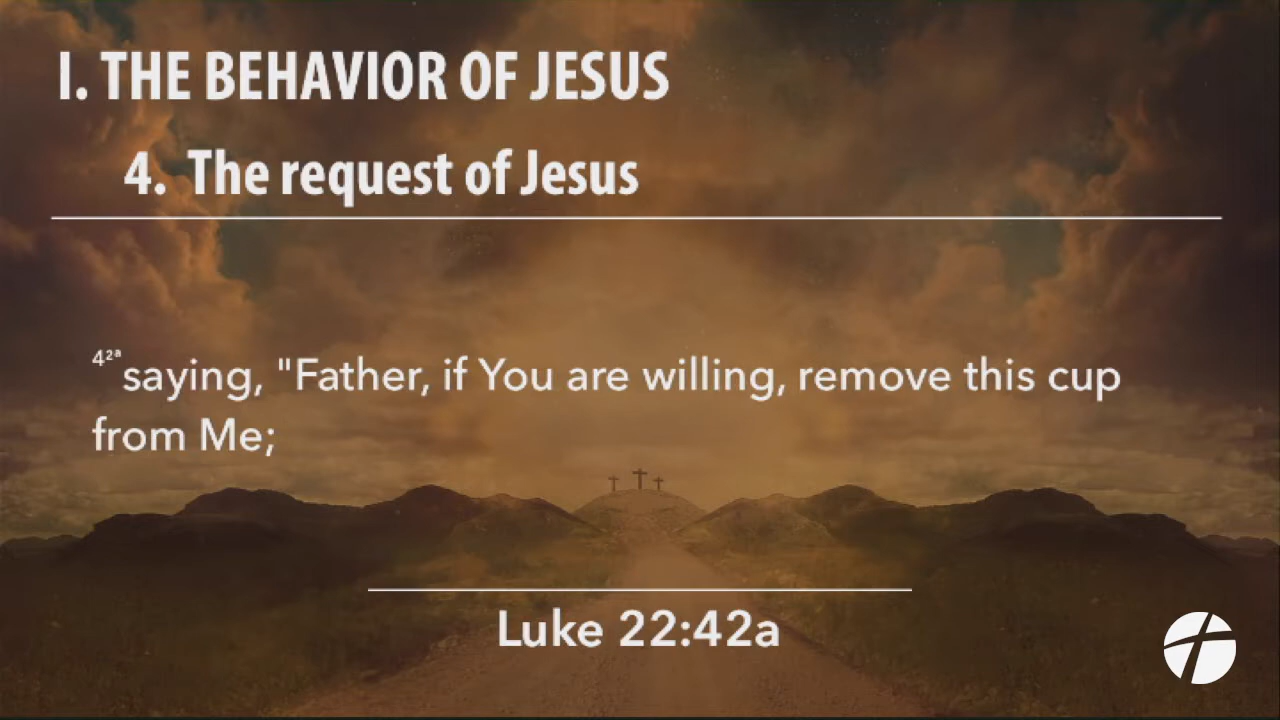 I. THE BEHAVIOR OF JESUS
4. The request of Jesus
42a saying, "Father, if You are willing, remove this cup
from Me;
Luke 22:42a